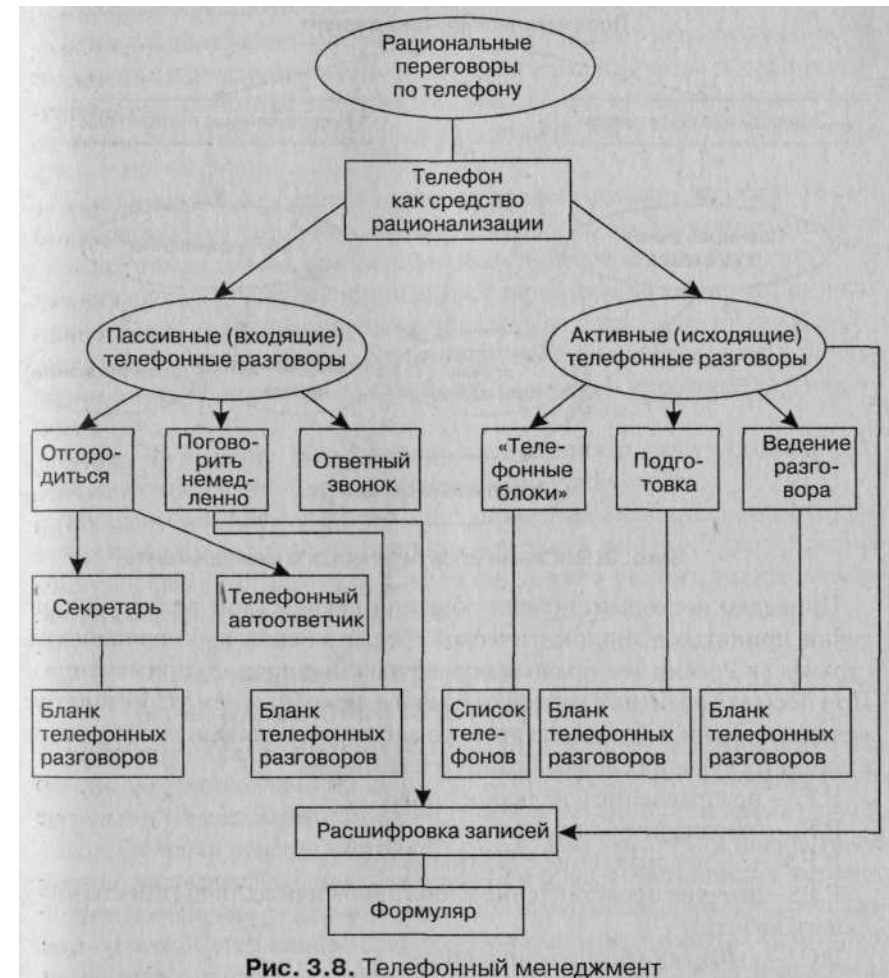 Рациональные
переговоры
по телефону
Телефон
как средство
рационализации
Пассивные (входящие)
телефонные разговоры
Активные (исходящие)
телефонные разговоры
Отгоро-
диться
Погово-
рить
немед-
ленно
Ответный
звонок
«Теле-
фонные
блоки»
Подго-
товка
Ведение
разго-
вора
Секретарь
Телефонный
автоответчик
Бланк
телефонных
разговоров
Бланк
телефонных
разговоров
Список
теле-
фонов
Бланк
телефонных
разговоров
Бланк
телефонных
разговоров
Расшифровка записей
Формуляр
Рис. 3.8. Телефонный менеджмент